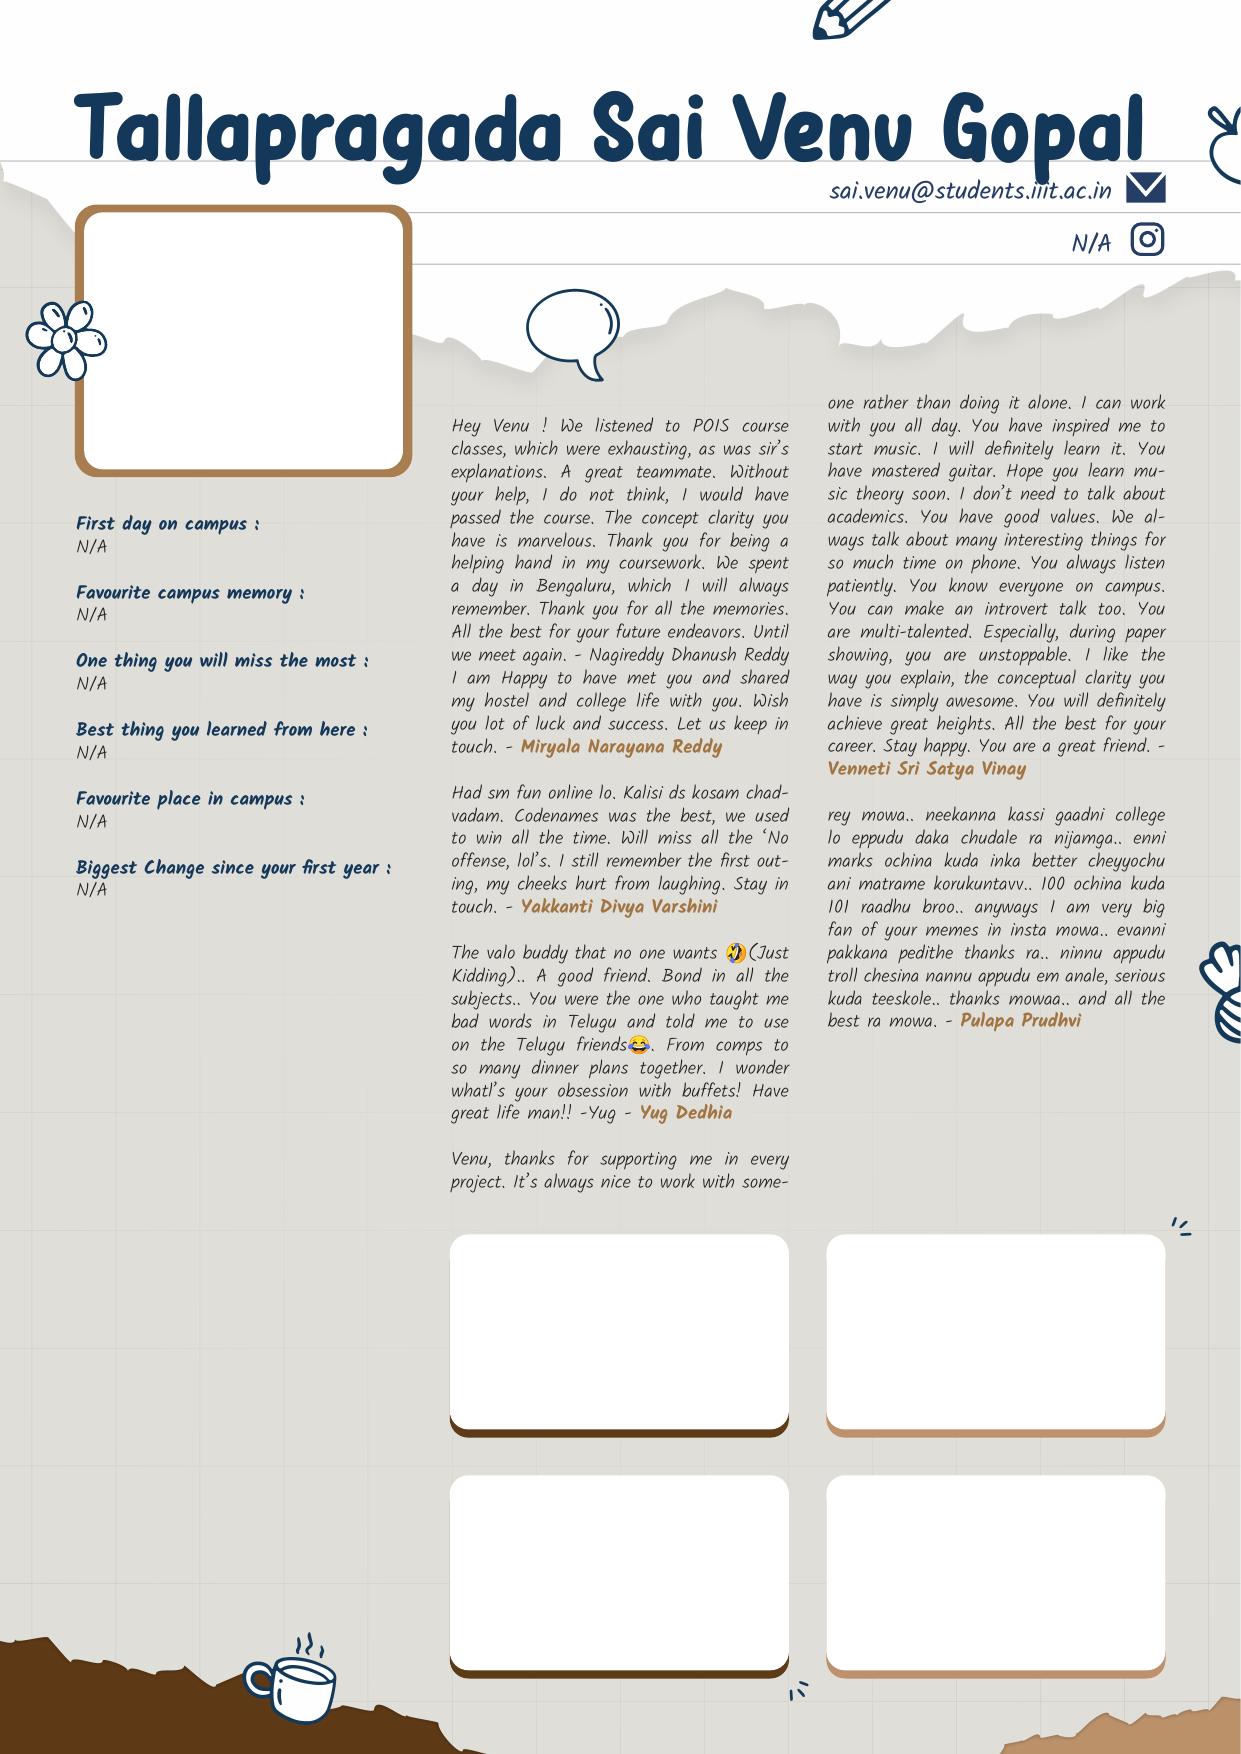 Tallapragada Sai Venu Gopal
sai.venu@students.iiit.ac.in
N/A
First day on campus :
N/A
Favourite campus memory :
N/A
One thing you will miss the most :
N/A
Best thing you learned from here :
N/A
Favourite place in campus :
N/A
Biggest Change since your first year :
N/A
Hey Venu ! We listened to POIS course
classes, which were exhausting, as was sir's
explanations. A great teammate. Without
your help, I do not think, I would have
passed the course. The concept clarity you
have is marvelous. Thank you for being a
helping hand in my coursework. We spent
a day in Bengaluru, which I will always
remember. Thank you for all the memories.
All the best for your future endeavors. Until
we meet again. - Nagireddy Dhanush Reddy
I am Happy to have met you and shared
my hostel and college life with you. Wish
you lot of luck and success. Let us keep in
touch. - Miryala Narayana Reddy
Had sm fun online lo. Kalisi ds kosam chad-
vadam. Codenames was the best, we used
to win all the time. Will miss all the ‘No
offense, lol’s. I still remember the first out-
ing, my cheeks hurt from laughing. Stay in
touch. - Yakkanti Divya Varshini
The valo buddy that no one wants 🤣(Just
Kidding).. A good friend. Bond in all the
subjects.. You were the one who taught me
bad words in Telugu and told me to use
on the Telugu friends😂. From comps to
so many dinner plans together. I wonder
whatl’s your obsession with buffets! Have
great life man!! -Yug - Yug Dedhia
Venu, thanks for supporting me in every
project. It’s always nice to work with some-
one rather than doing it alone. I can work
with you all day. You have inspired me to
start music. I will definitely learn it. You
have mastered guitar. Hope you learn mu-
sic theory soon. I don’t need to talk about
academics. You have good values. We al-
ways talk about many interesting things for
so much time on phone. You always listen
patiently. You know everyone on campus.
You can make an introvert talk too. You
are multi-talented. Especially, during paper
showing, you are unstoppable. I like the
way you explain, the conceptual clarity you
have is simply awesome. You will definitely
achieve great heights. All the best for your
career. Stay happy. You are a great friend. -
Venneti Sri Satya Vinay
rey mowa.. neekanna kassi gaadni college
lo eppudu daka chudale ra nijamga.. enni
marks ochina kuda inka better cheyyochu
ani matrame korukuntavv.. 100 ochina kuda
101 raadhu broo.. anyways I am very big
fan of your memes in insta mowa.. evanni
pakkana pedithe thanks ra.. ninnu appudu
troll chesina nannu appudu em anale, serious
kuda teeskole.. thanks mowaa.. and all the
best ra mowa. - Pulapa Prudhvi